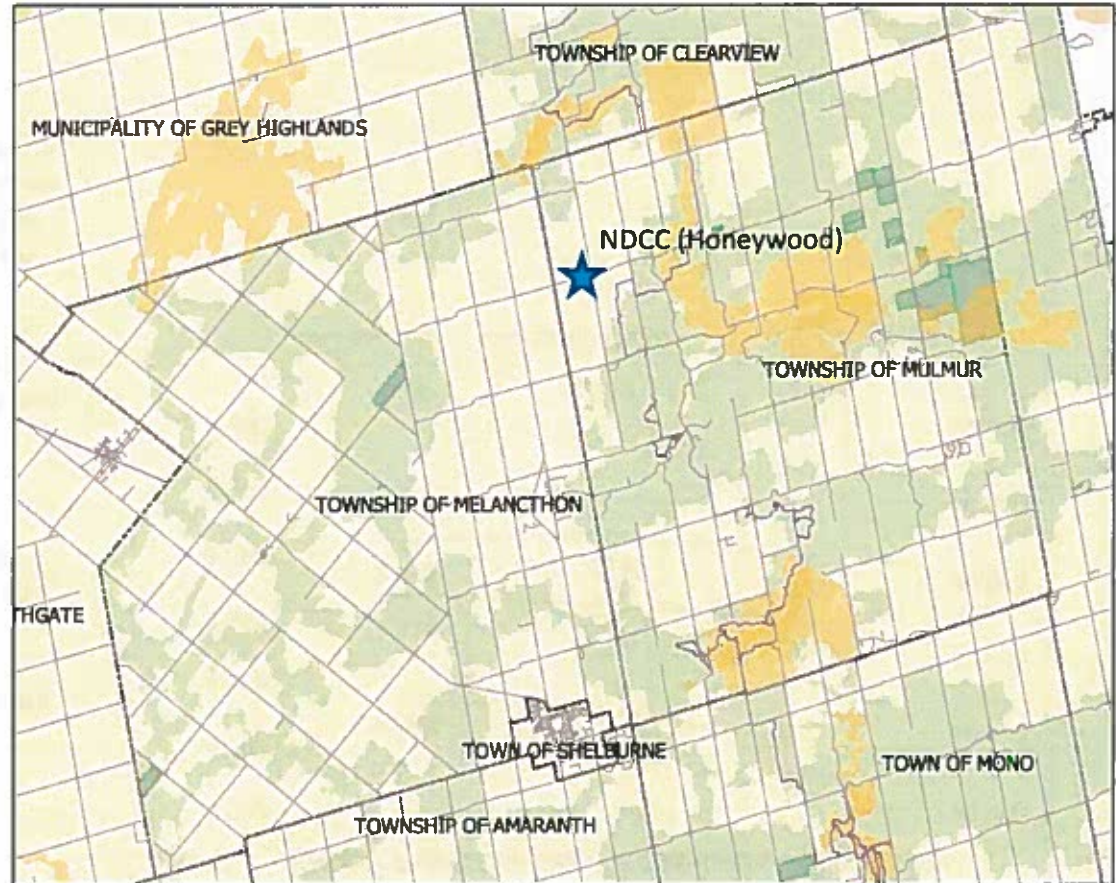 TOWNSHIP OF CLEARVIEW
MUNICIPALITY OF GREY HIGHLANDS
NDCC (Honeywood)
TOWNSHIP OF MULMUR
TOWNSHIP OF MELANCTHON
THGATE
TOWN OF SHELBURNE
TOWN OF MONO
TOWNSHIP OF AMARANTH